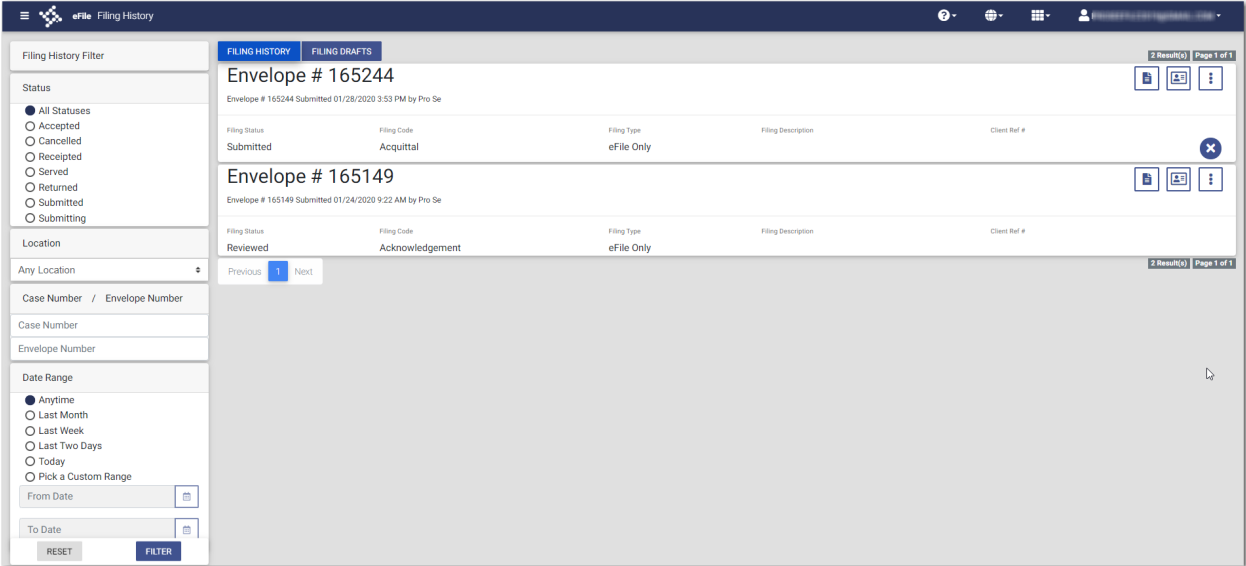 eFile Filing History
Filing History Filter
Status
All Statuses
Accepted
Cancelled
Receipted
Served
Returned
Submitted
Submitting
Location
Any Location
Case Number / Envelope Number
Case Number
Envelope Number
Date Range
Anytime
Last Month
Last Week
Last Two Days
Today
Pick a Custom Range
From Date
To Date
RESET FILTER
FILING HISTORY FILING DRAFTS
2 Result(s) Page 1 of 1
Envelope # 165244
Envelope # 165244 Submitted 01/28/2020 3:53 PM by Pro Se
Filing Status Filing Code Filing Type Filing Description Client Ref #
Submitted Acquittal eFile Only
Envelope # 165149
Envelope # 165149 Submitted 01/24/2020 9:22 AM by Pro Se
Filing Status Filing Code Filing Type Filing Description Client Ref #
Reviewed Acknowledgement eFile Only
2 Result(s) Page 1 of 1
Previous 1 Next